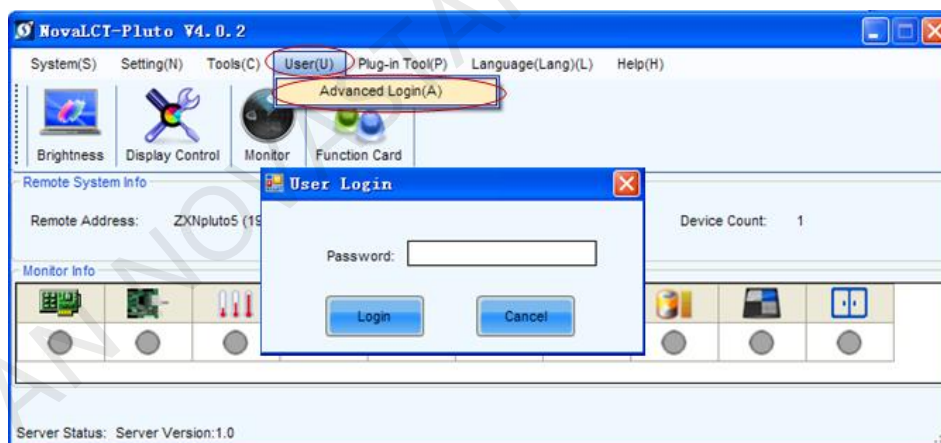 NovaLCT-Pluto V4.0.2
System(S) Setting(N) Tools(C) User(U) Plug-in Tool(P) Language(Lang)(L) Help(H)
Advanced Login(A)
Brightness Display Control Monitor Function Card
Remote System Info
User Login
Remote Address: ZXNpluto5 (19 Device Count: 1
Password:
Monitor Info
Login Cancel
Server Status: Server Version:1.0